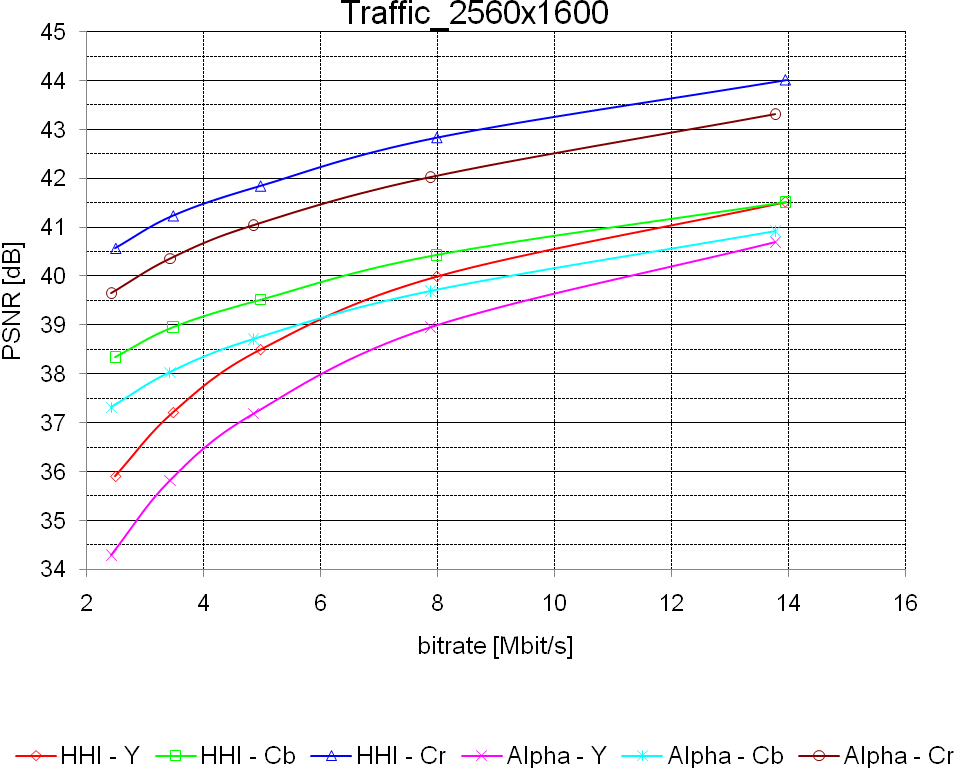 Traffic_2560x1600
45
44
43
42
41
40
39
38
37
36
35
34
PSNR [dB]
2 4 6 8 10 12 14 16
bitrate [Mbit/s]
HHI - Y HHI - Cb HHI - Cr Alpha - Y Alpha - Cb Alpha - Cr